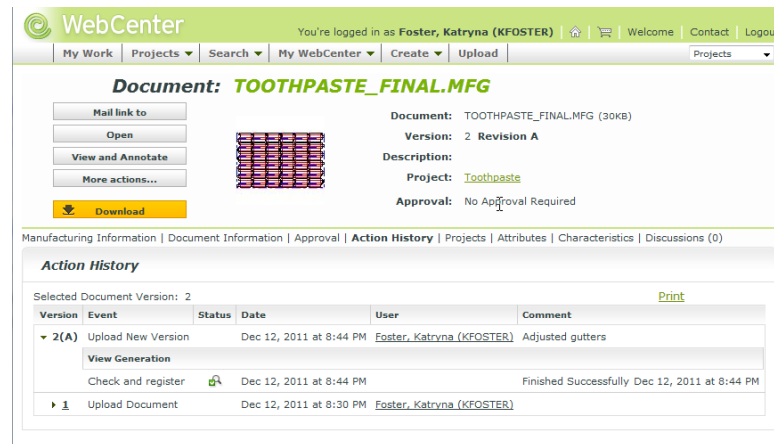 WebCenter
You're logged in as Foster, Katryna (KFOSTER) | | | Welcome | Contact | Logou
My Work | Projects | Search | My WebCenter | Create | Upload | Projects
Document: TOOTHPASTE_FINAL.MFG
Mail link to
Open
View and Annotate
More actions...
Download
Document: TOOTHPASTE_FINAL.MFG (30KB)
Version: 2 Revision A
Description:
Project: Toothpaste
Approval: No Approval Required
Manufacturing Information | Document Information | Approval | Action History | Projects | Attributes | Characteristics | Discussions (0)
Action History
Selected Document Version: 2 Print
Version Event Status Date User Comment
2(A) Upload New Version Dec 12, 2011 at 8:44 PM Foster, Katryna (KFOSTER) Adjusted gutters
View Generation
Check and register Dec 12, 2011 at 8:44 PM Finished Successfully Dec 12, 2011 at 8:44 PM
1 Upload Document Dec 12, 2011 at 8:30 PM Foster, Katryna (KFOSTER)